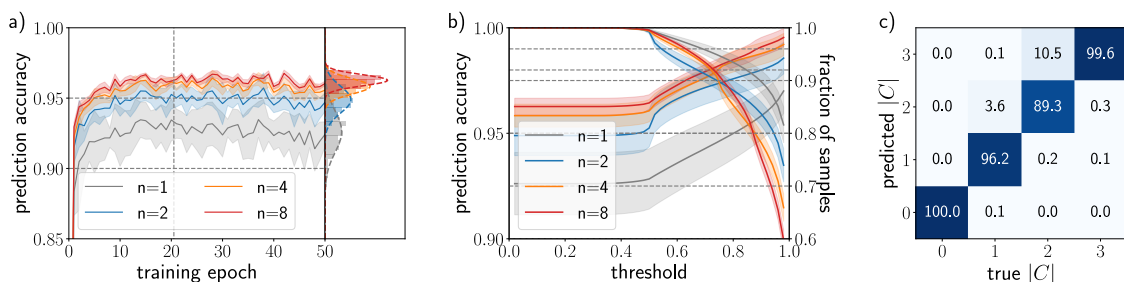 a)
prediction accuracy
1.00
0.95
0.90
0.85
0 10 20 30 40 50
training epoch
n=1
n=2
n=4
n=8
b)
prediction accuracy
1.00
0.95
0.90
0.0 0.2 0.4 0.6 0.8 1.0
threshold
n=1
n=2
n=4
n=8
1.0
0.9
0.8
0.7
0.6
fraction of samples
c)
predicted |C|
3 0.0 0.1 10.5 99.6
2 0.0 3.6 89.3 0.3
1 0.0 96.2 0.2 0.1
0 100.0 0.1 0.0 0.0
0 1 2 3
true |C|